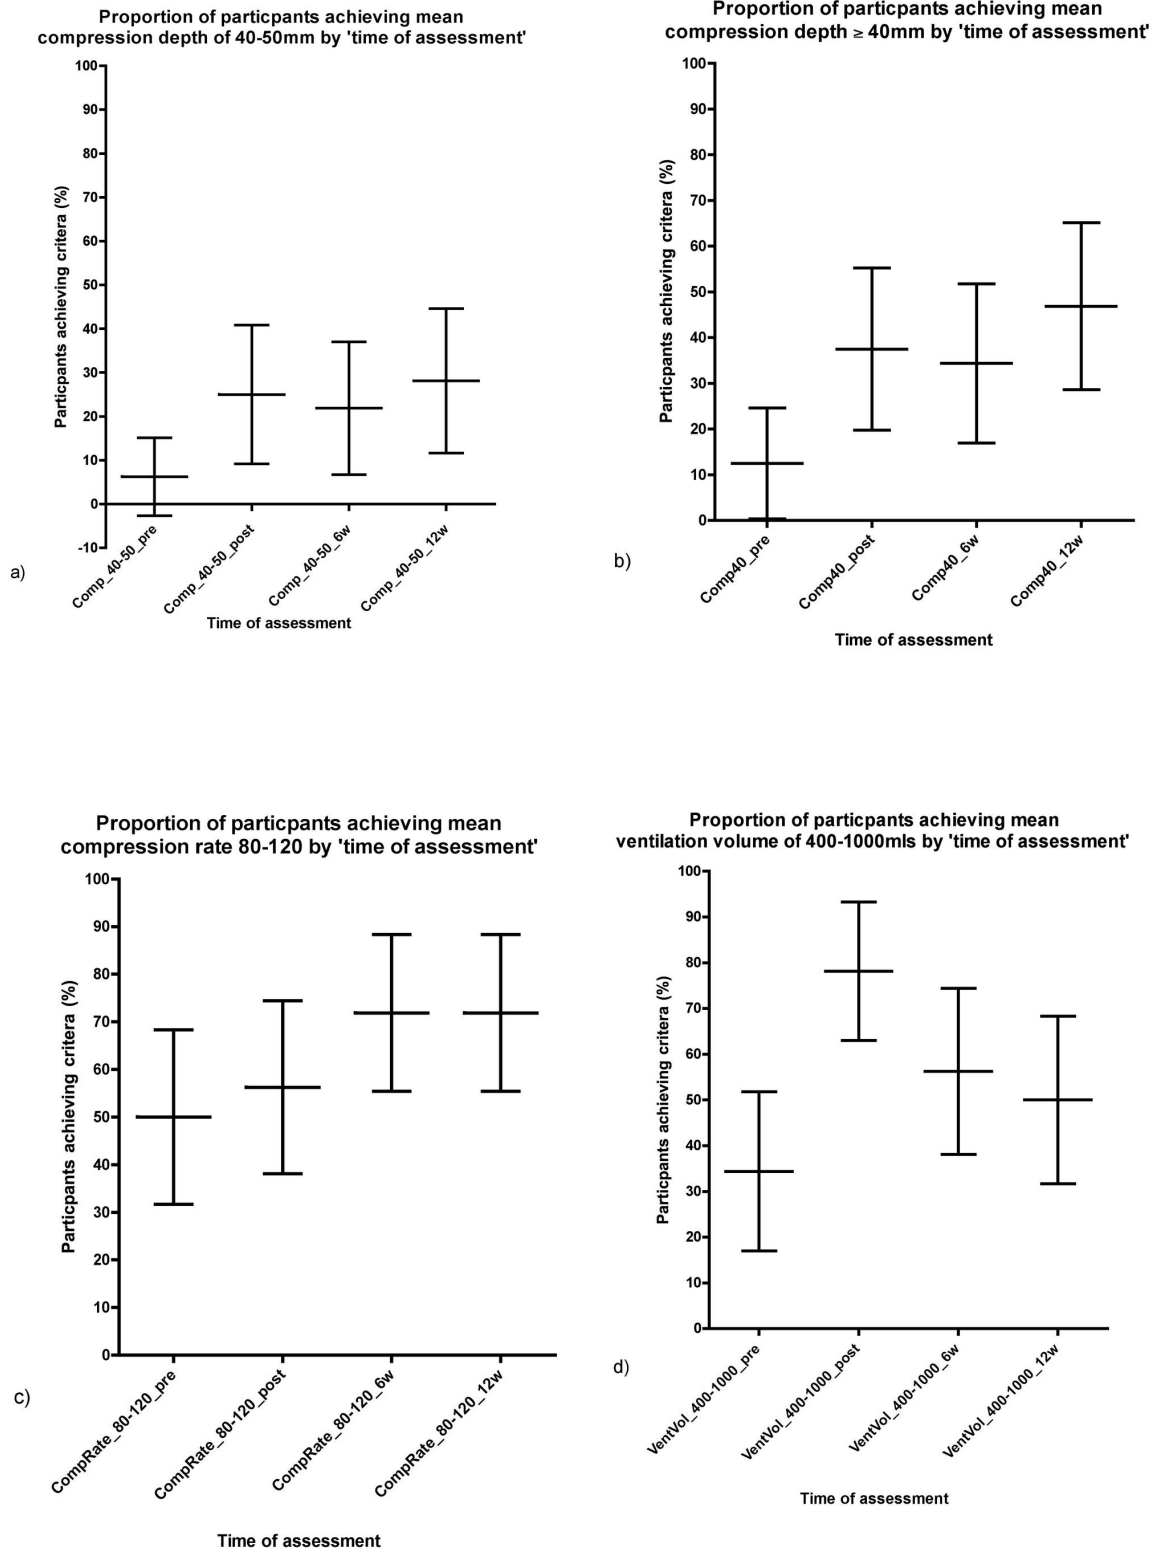 Proportion of particpants achieving mean
compression depth of 40-50mm by 'time of assessment'
Particpants achieving critera (%)
100
90
80
70
60
50
40
30
20
10
0
-10
Comp_40-50_pre
Comp_40-50_post
Comp_40-50_6w
Comp_40-50_12w
a)
Time of assessment
Proportion of particpants achieving mean
compression depth ≥ 40mm by 'time of assessment'
Particpants achieving critera (%)
100
90
80
70
60
50
40
30
20
10
0
Comp40_pre
Comp40_post
Comp40_6w
Comp40_12w
b)
Time of assessment
Proportion of particpants achieving mean
compression rate 80-120 by 'time of assessment'
Particpants achieving critera (%)
100
90
80
70
60
50
40
30
20
10
0
CompRate_80-120_pre
CompRate_80-120_post
CompRate_80-120_6w
CompRate_80-120_12w
c)
Time of assessment
Proportion of particpants achieving mean
ventilation volume of 400-1000mls by 'time of assessment'
Particpants achieving critera (%)
100
90
80
70
60
50
40
30
20
10
0
VentVol_400-1000_pre
VentVol_400-1000_post
VentVol_400-1000_6w
VentVol_400-1000_12w
d)
Time of assessment